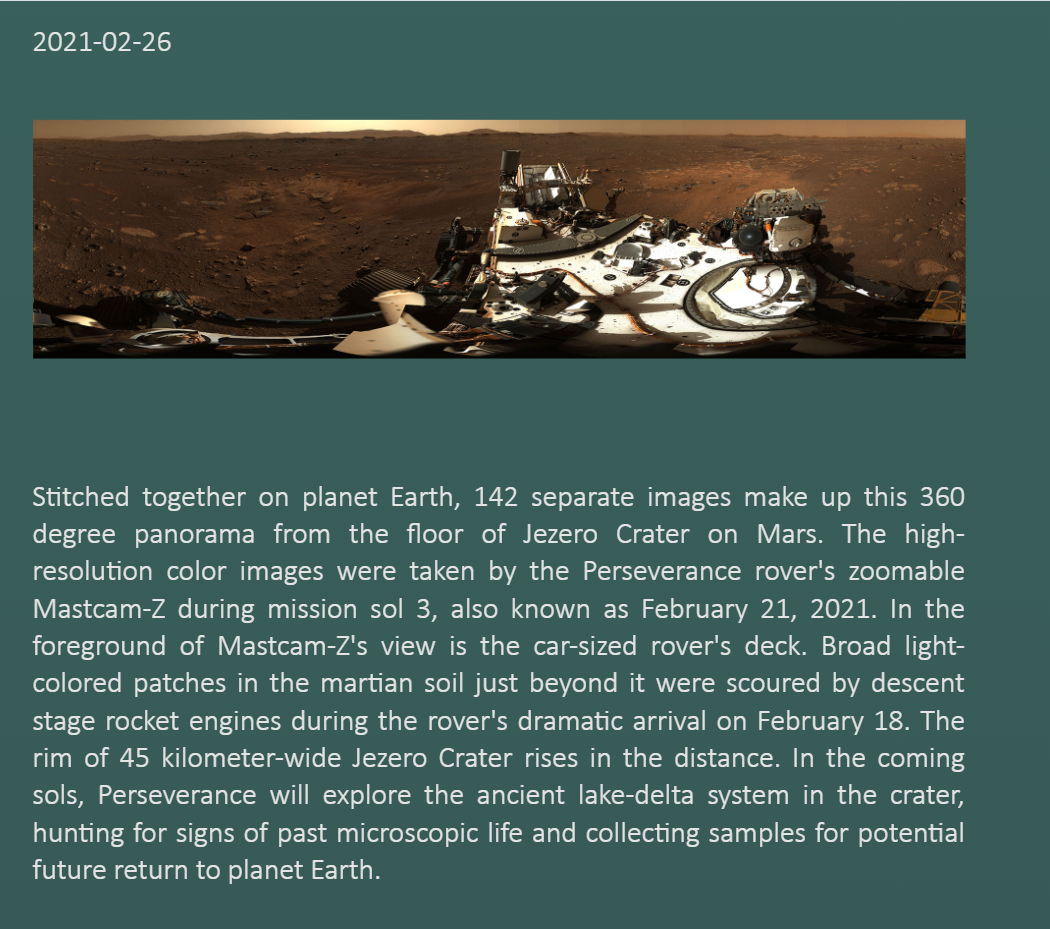 2021-02-26
Stitched together on planet Earth, 142 separate images make up this 360
degree panorama from the floor of Jezero Crater on Mars. The high-
resolution color images were taken by the Perseverance rover's zoomable
Mastcam-Z during mission sol 3, also known as February 21, 2021. In the
foreground of Mastcam-Z's view is the car-sized rover's deck. Broad light-
colored patches in the martian soil just beyond it were scoured by descent
stage rocket engines during the rover's dramatic arrival on February 18. The
rim of 45 kilometer-wide Jezero Crater rises in the distance. In the coming
sols, Perseverance will explore the ancient lake-delta system in the crater,
hunting for signs of past microscopic life and collecting samples for potential
future return to planet Earth.